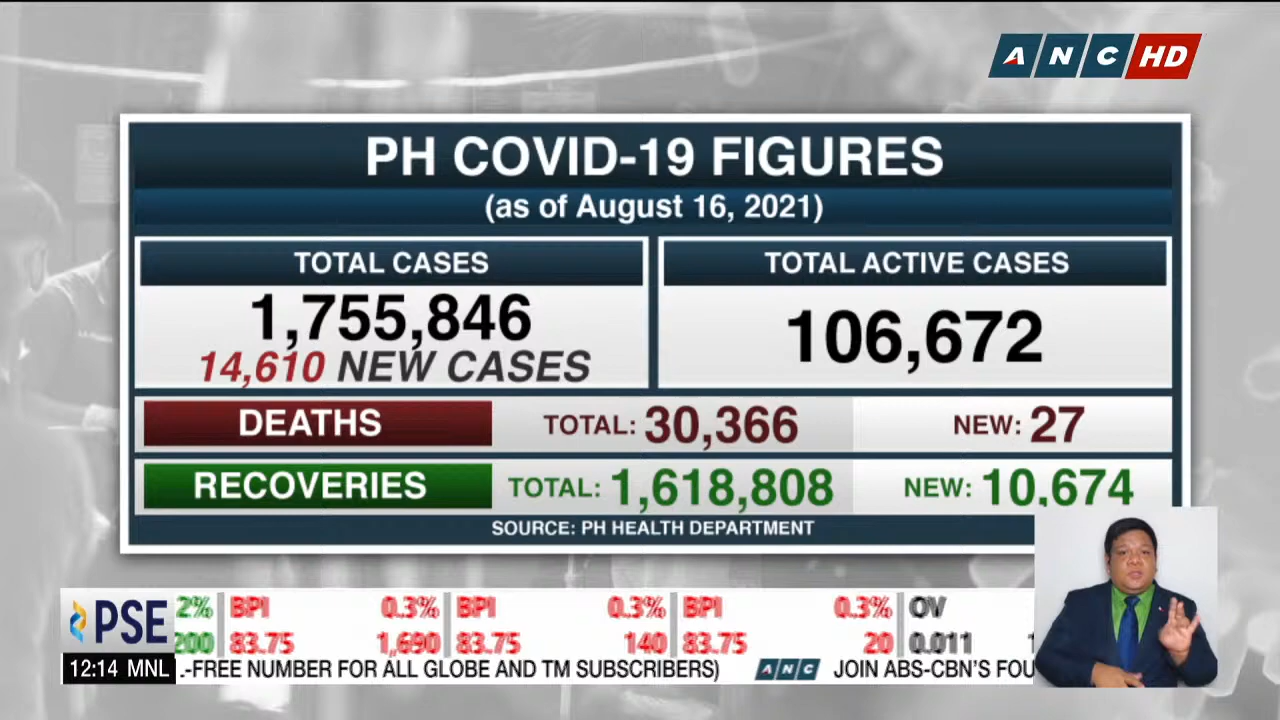 ANC HD
PH COVID-19 FIGURES
(as of August 16, 2021)
TOTAL CASES
1,755,846
14,610 NEW CASES
TOTAL ACTIVE CASES
106,672
DEATHS TOTAL: 30,366 NEW: 27
RECOVERIES TOTAL: 1,618,808 NEW: 10,674
SOURCE: PH HEALTH DEPARTMENT
PSE 2% BPI 0.3% BPI 0.3% BPI 0.3% OV
200 83.75 1,690 83.75 140 83.75 20 0.011
12:14 MNL .-FREE NUMBER FOR ALL GLOBE AND TM SUBSCRIBERS) ANC JOIN ABS-CBN'S FOU